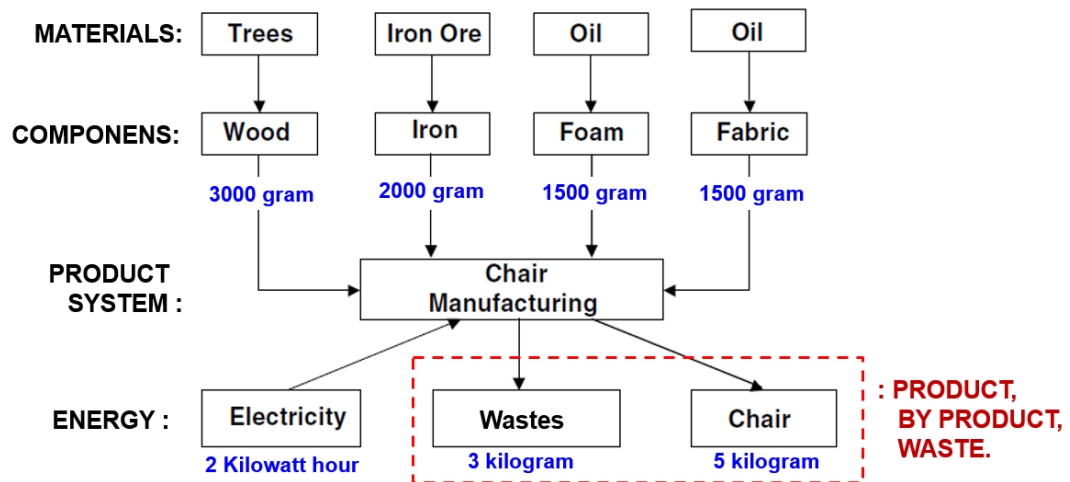 MATERIALS: Trees Iron Ore Oil Oil
COMPONENS: Wood Iron Foam Fabric
3000 gram 2000 gram 1500 gram 1500 gram
PRODUCT
SYSTEM :
Chair
Manufacturing
ENERGY : Electricity Wastes Chair
2 Kilowatt hour 3 kilogram 5 kilogram
: PRODUCT,
BY PRODUCT,
WASTE.